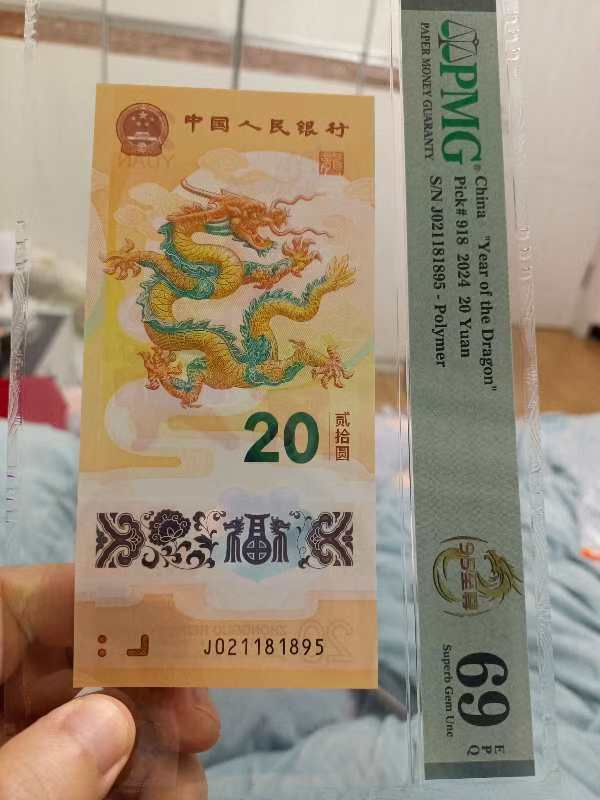 中国人民银行
20
贰拾圆
福
J021181895
PMG
PAPER MONEY GUARANTY
China "Year of the Dragon"
Pick# 918 2024 20 Yuan
S/N J021181895 - Polymer
69 EPQ
Superb Gem Unc